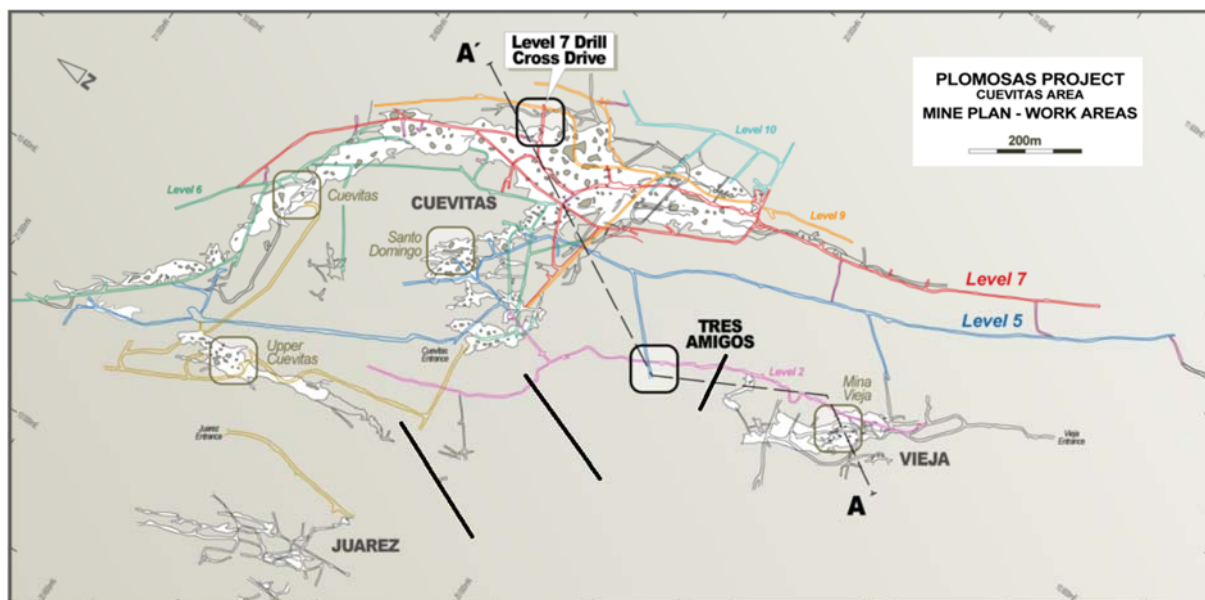 A´
Level 7 Drill
Cross Drive
PLOMOSAS PROJECT
CUEVITAS AREA
MINE PLAN - WORK AREAS
200m
N
Level 10
Level 6
Cuevitas
CUEVITAS
Level 9
Santo
Domingo
Level 7
Level 5
TRES
AMIGOS
Upper
Cuevitas
Cuevitas
Entrance
Level 2
Mina
Vieja
Juarez
Entrance
Vieja
Entrance
VIEJA
A
JUAREZ